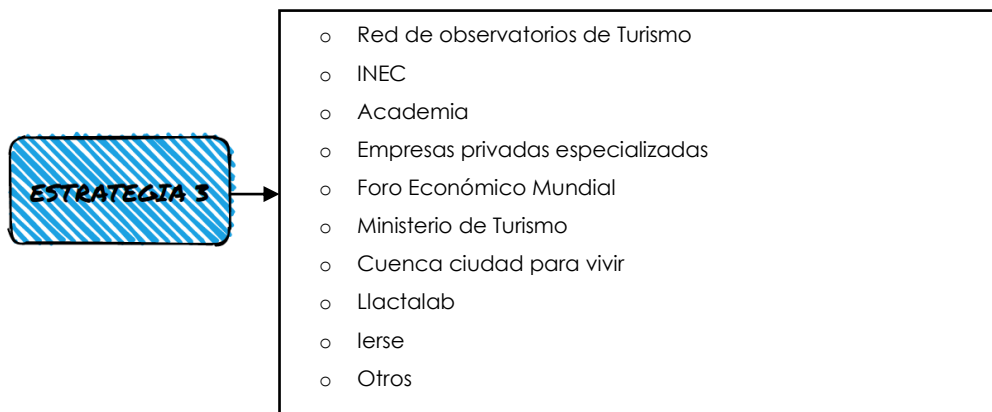 ESTRATEGIA 3
o Red de observatorios de Turismo
o INEC
o Academia
o Empresas privadas especializadas
o Foro Económico Mundial
o Ministerio de Turismo
o Cuenca ciudad para vivir
o Llactalab
o Ierse
o Otros